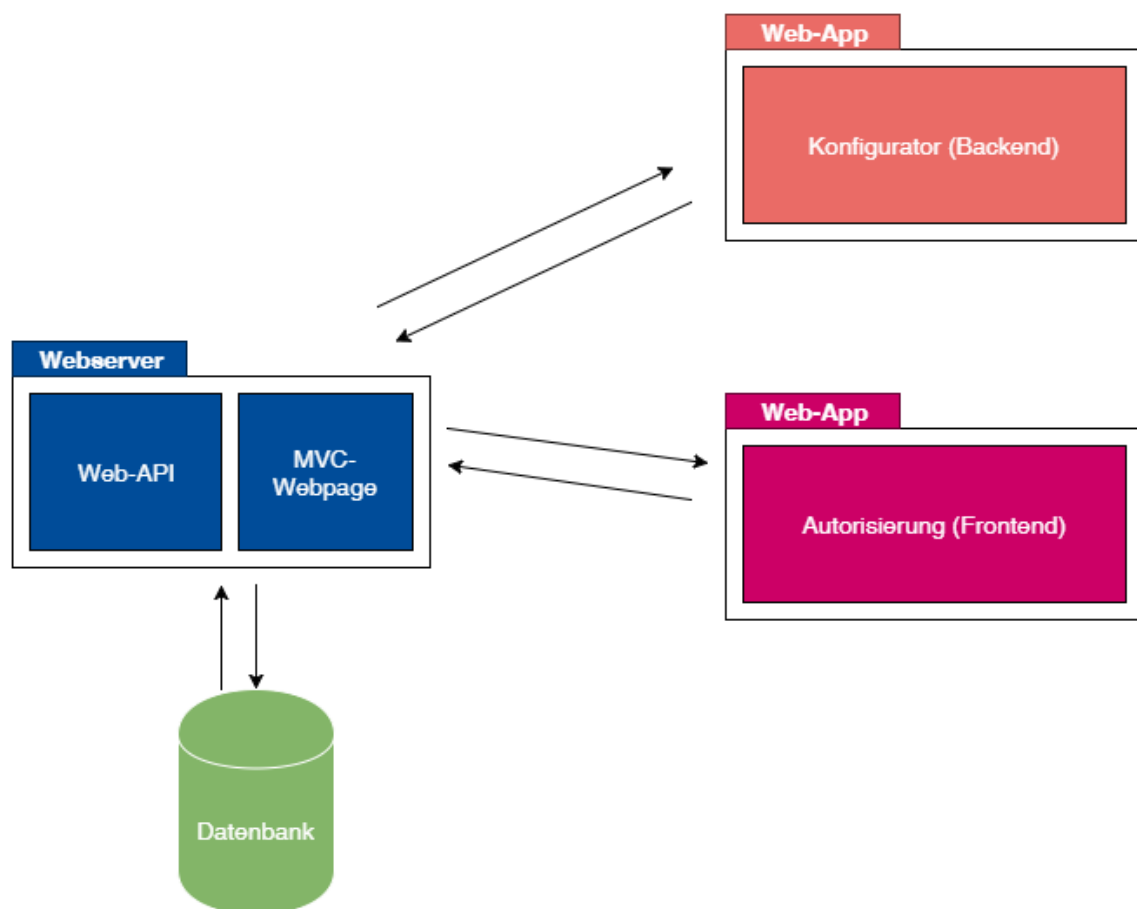 Web-App
Konfigurator (Backend)
Webserver
Web-API
MVC-
Webpage
Web-App
Autorisierung (Frontend)
Datenbank